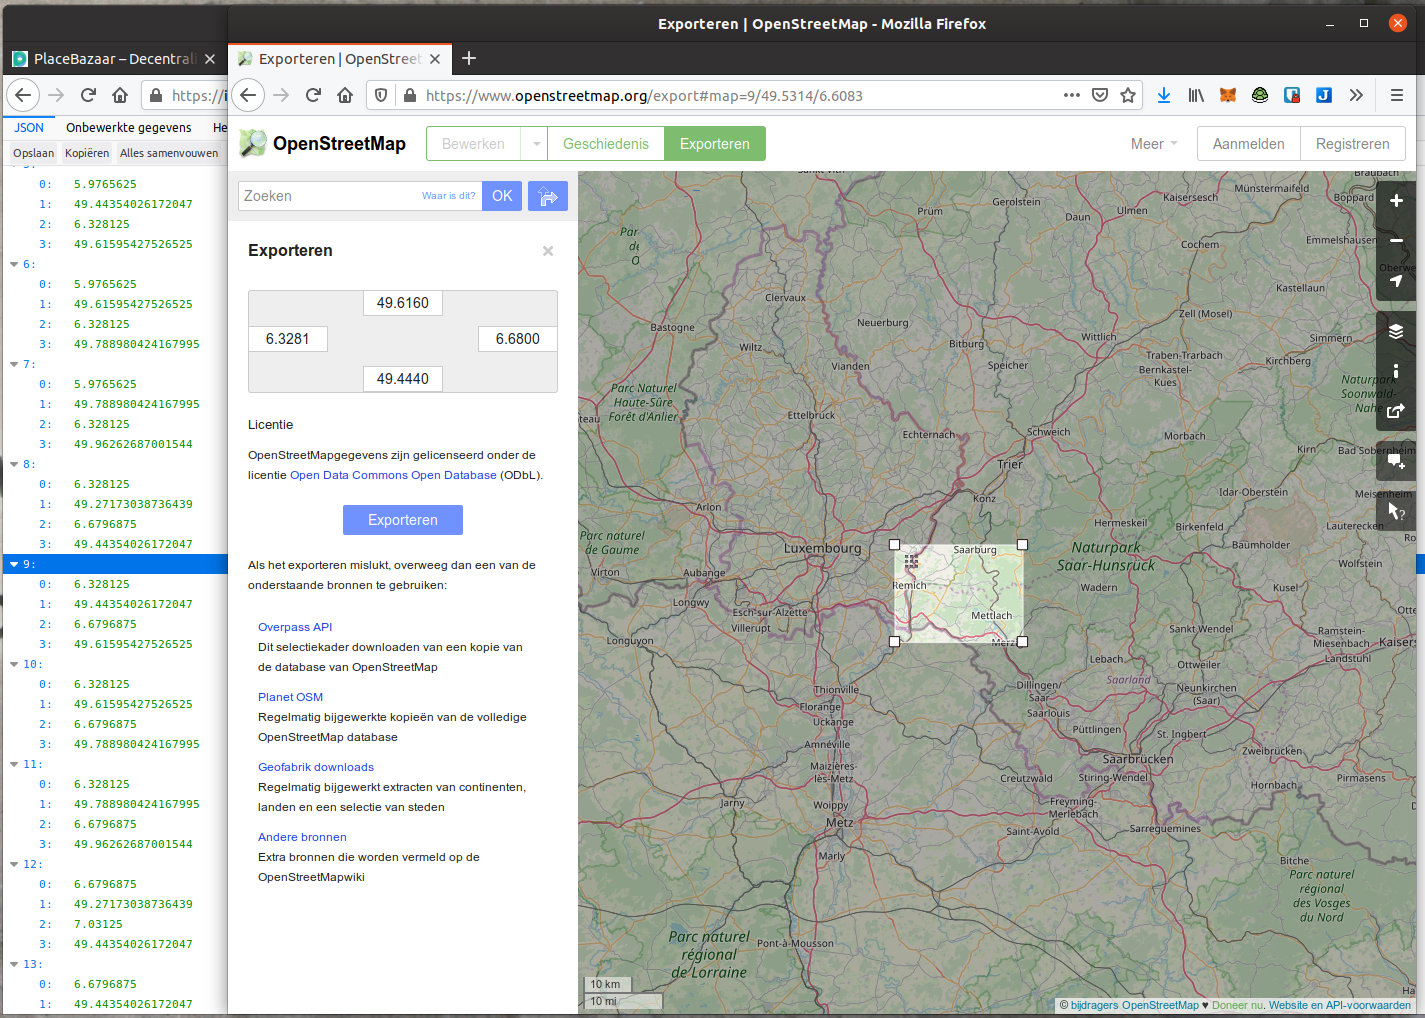 Exporteren | OpenStreetMap - Mozilla Firefox
PlaceBazaar – Decentrali
Exporteren | OpenStreet
https://i
https://www.openstreetmap.org/export#map=9/49.5314/6.6083
JSON
Onbewerkte gegevens
He
Opslaan
Kopiëren
Alles samenvouwen
0: 5.9765625
1: 49.44354026172047
2: 6.328125
3: 49.61595427526525
6:
0: 5.9765625
1: 49.61595427526525
2: 6.328125
3: 49.788980424167995
7:
0: 5.9765625
1: 49.788980424167995
2: 6.328125
3: 49.96262687001544
8:
0: 6.328125
1: 49.27173038736439
2: 6.6796875
3: 49.44354026172047
9:
0: 6.328125
1: 49.44354026172047
2: 6.6796875
3: 49.61595427526525
10:
0: 6.328125
1: 49.61595427526525
2: 6.6796875
3: 49.788980424167995
11:
0: 6.328125
1: 49.788980424167995
2: 6.6796875
3: 49.96262687001544
12:
0: 6.6796875
1: 49.27173038736439
2: 7.03125
3: 49.44354026172047
13:
0: 6.6796875
1: 49.44354026172047
OpenStreetMap
Bewerken
Geschiedenis
Exporteren
Meer
Aanmelden
Registreren
Zoeken
Waar is dit?
OK
Exporteren
49.6160
6.3281
6.6800
49.4440
Licentie
OpenStreetMapgegevens zijn gelicenseerd onder de
licentie Open Data Commons Open Database (ODbL).
Exporteren
Als het exporteren mislukt, overweeg dan een van de
onderstaande bronnen te gebruiken:
Overpass API
Dit selectiekader downloaden van een kopie van
de database van OpenStreetMap
Planet OSM
Regelmatig bijgewerkte kopieën van de volledige
OpenStreetMap database
Geofabrik downloads
Regelmatig bijgewerkt extracten van continenten,
landen en een selectie van steden
Andere bronnen
Extra bronnen die worden vermeld op de
OpenStreetMapwiki
Sankt Vith
Braubach
Münstermaifeld
Prüm
Gerolstein
Daun
Ulmen
Kaisersesch
Boppard
Par
de
O
Cochem
Emmelshausen
Oberwe
Clervaux
Kastellaun
Bastogne
Neuerburg
Zell (Mosel)
Wiltz
Bitburg
Wittlich
Simmern
Vianden
Speicher
Traben-Trarbach
Bernkastel-
Kues
Kirchberg
Parc Naturel
Haute-Sûre
Forêt d'Anlier
Naturpark
Soonwald-
Nahe
teau
Ettelbruck
Echternach
Schweich
Morbach
Kirn
Bad Sobernheim
Trier
Konz
Idar-Oberstein
Meisenheim
Arlon
Hermeskeil
Birkenfeld
Lauterecken
Parc naturel
de Gaume
Luxembourg
Saarburg
Naturpark
Saar-Hunsrück
Baumholder
Wolfstein
Virton
Aubange
Remich
Wadern
Kusel
Otte
Longwy
Esch-sur-Alzette
Villerupt
Mettlach
Longuyon
Merz
Sankt Wendel
Ramstein-
Miesenbach
Kaisers
Lebach
Ottweiler
Landstuhl
Saarland
Thionville
Dillingen/
Saar
Neunkirchen
(Saar)
Florange
Saarlouis
Uckange
Püttlingen
St. Ingbert
Amnéville
Zweibrücken
Saarbrücken
Maizières-
lès-Metz
Creutzwald
Stiring-Wendel
Pirmasens
Hornbach
Jarny
Woippy
Freyming-
Merlebach
Metz
Saint-Avold
Sarreguemines
Marly
Bitche
Parc naturel
régional
des Vosges
du Nord
Parc naturel
régional
de Lorraine
Pont-à-Mousson
10 km
10 mi
© bijdragers OpenStreetMap ♥ Doneer nu. Website en API-voorwaarden